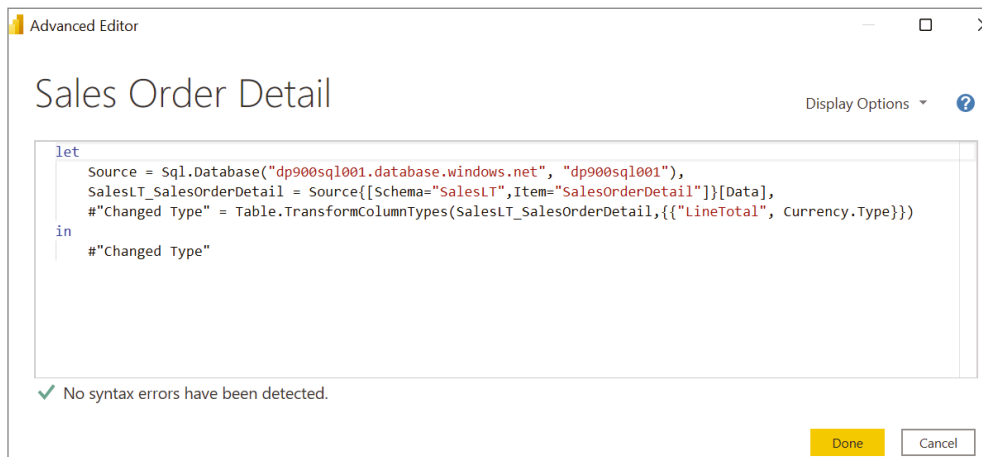 Advanced Editor
Sales Order Detail
Display Options
?
let
    Source = Sql.Database("dp900sql001.database.windows.net", "dp900sql001"),
    SalesLT_SalesOrderDetail = Source{[Schema="SalesLT",Item="SalesOrderDetail"]}[Data],
    #"Changed Type" = Table.TransformColumnTypes(SalesLT_SalesOrderDetail,{{"LineTotal", Currency.Type}})
in
    #"Changed Type"
No syntax errors have been detected.
Done Cancel